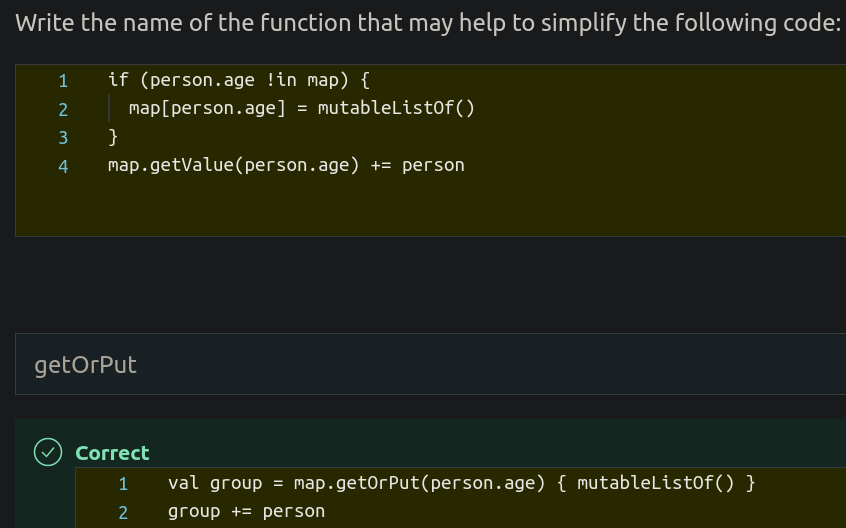 Write the name of the function that may help to simplify the following code:
1 if (person.age !in map) {
2 map[person.age] = mutableListOf()
3 }
4 map.getValue(person.age) += person
getOrPut
Correct
1 val group = map.getOrPut(person.age) { mutableListOf() }
2 group += person